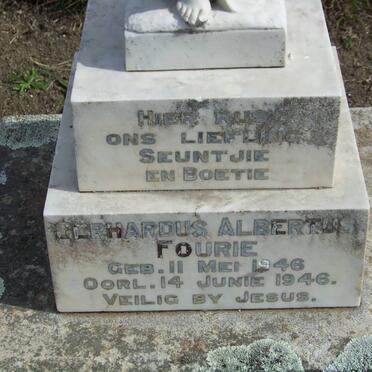 Hier Rus
ons Liefling
Seuntjie
en Boetie
Gerhardus Albertus
Fourie
Geb. 11 Mei 1946
Oorl. 14 Junie 1946.
Veilig by Jesus.